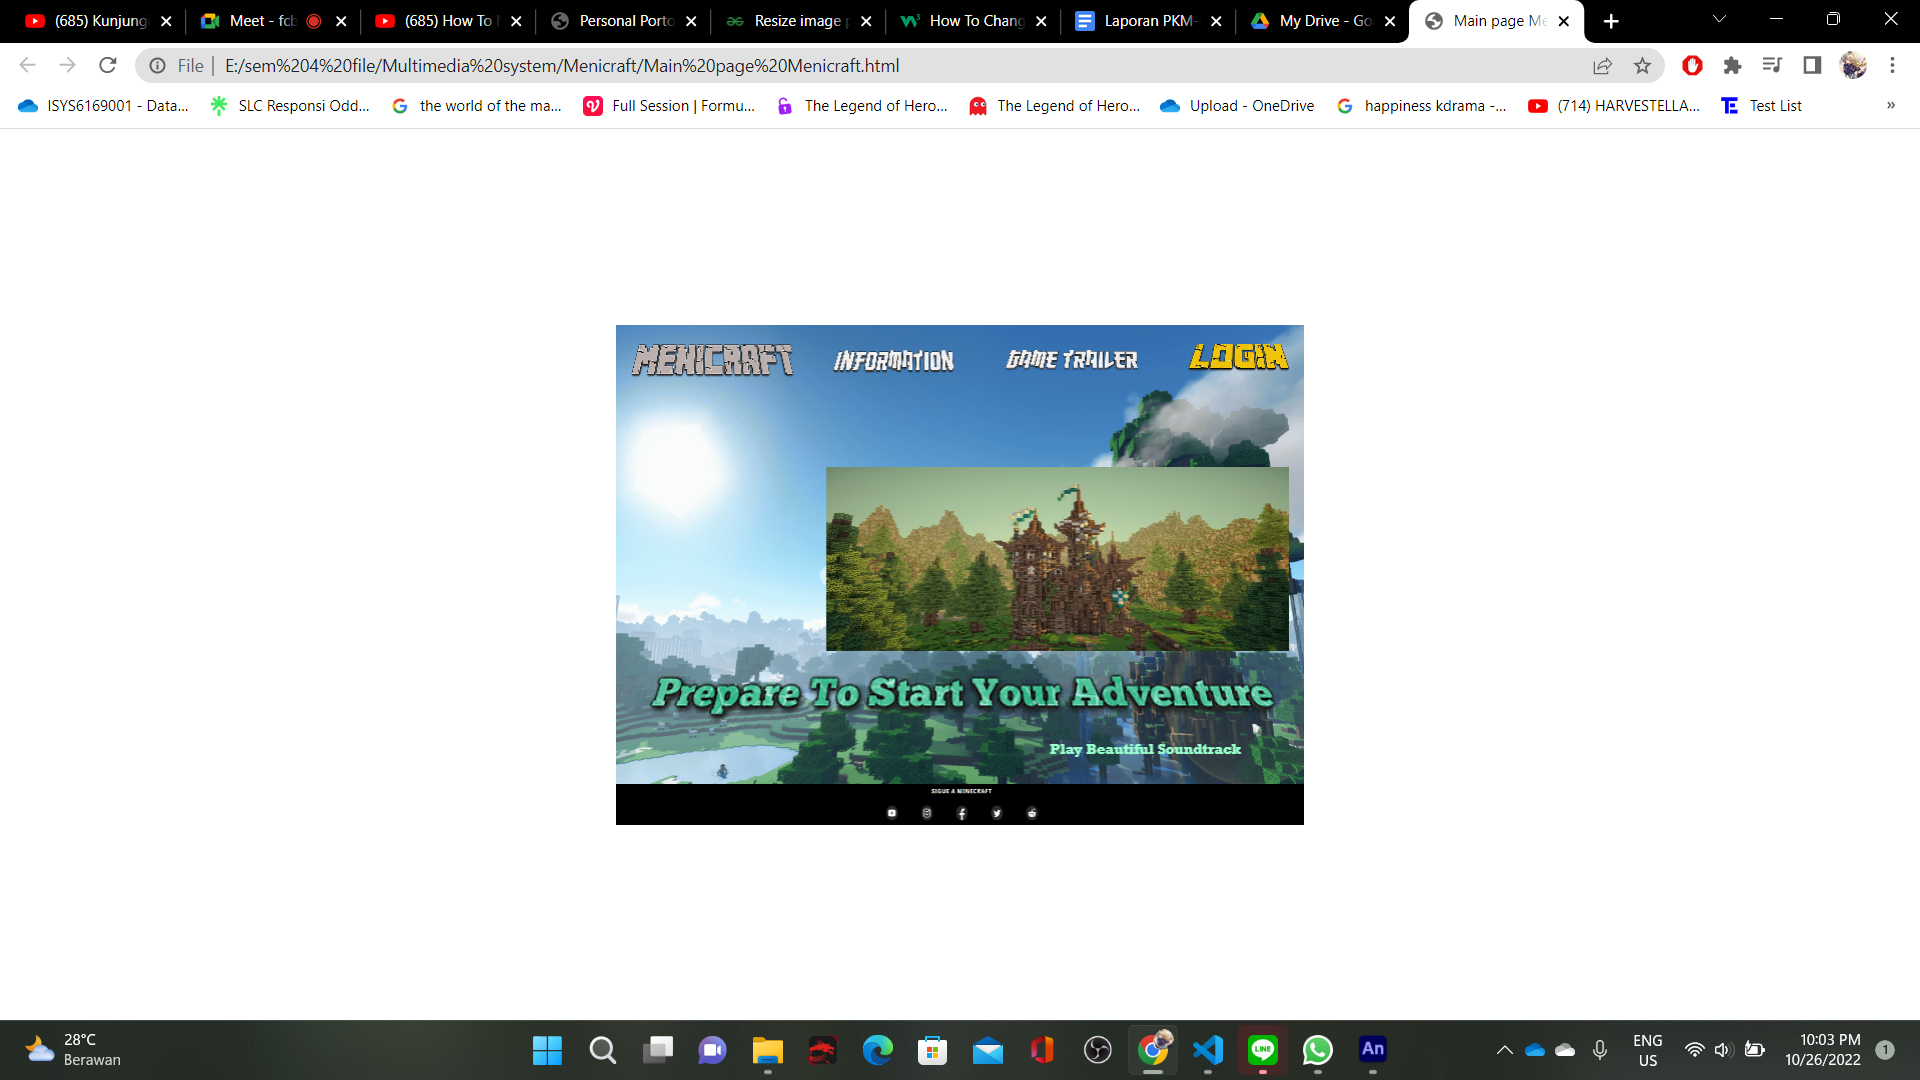 (685) Kunjungi
Meet - fcb
(685) How To
Personal Porto
Resize image p
How To Chang
Laporan PKM-
My Drive - Go
Main page Me
File
E:/sem%204%20file/Multimedia%20system/Menicraft/Main%20page%20Menicraft.html
ISYS6169001 - Data...
SLC Responsi Odd...
the world of the ma...
Full Session | Formu...
The Legend of Hero...
The Legend of Hero...
Upload - OneDrive
happiness kdrama -...
(714) HARVESTELLA...
Test List
»
MENICRAFT
INFORMATION
GAME TRAILER
LOGIN
Prepare To Start Your Adventure
Play Beautiful Soundtrack
SIGUE A MINECRAFT
28°C
Berawan
LINE
An
ENG
US
10:03 PM
10/26/2022
1